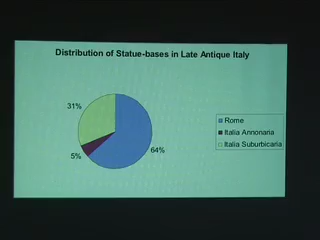 Distribution of Statue-bases in Late Antique Italy
31%
5%
64%
Rome
Italia Annonaria
Italia Suburbicaria